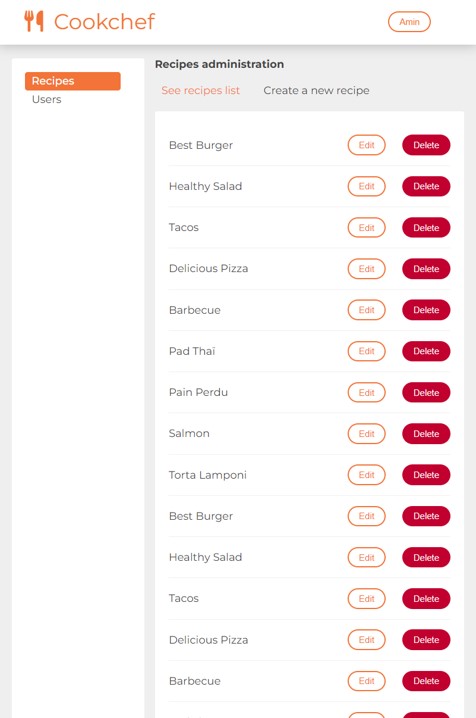 Cookchef
Amin
Recipes
Users
Recipes administration
See recipes list Create a new recipe
Best Burger Edit Delete
Healthy Salad Edit Delete
Tacos Edit Delete
Delicious Pizza Edit Delete
Barbecue Edit Delete
Pad Thai Edit Delete
Pain Perdu Edit Delete
Salmon Edit Delete
Torta Lamponi Edit Delete
Best Burger Edit Delete
Healthy Salad Edit Delete
Tacos Edit Delete
Delicious Pizza Edit Delete
Barbecue Edit Delete